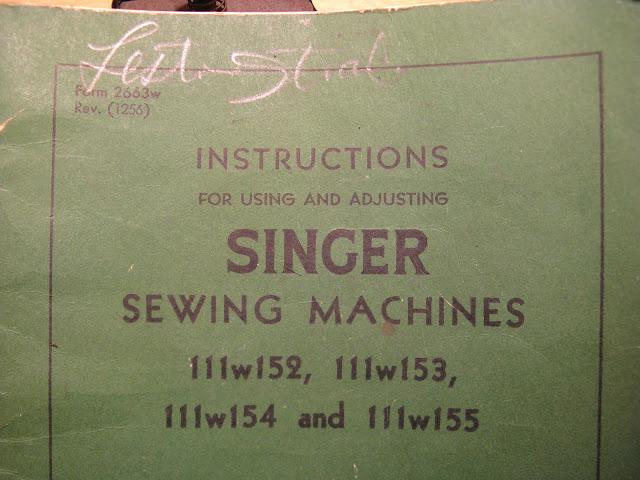 Form 2663w
Rev. (1256)
INSTRUCTIONS
FOR USING AND ADJUSTING
SINGER
SEWING MACHINES
111w152, 111w153,
111w154 and 111w155